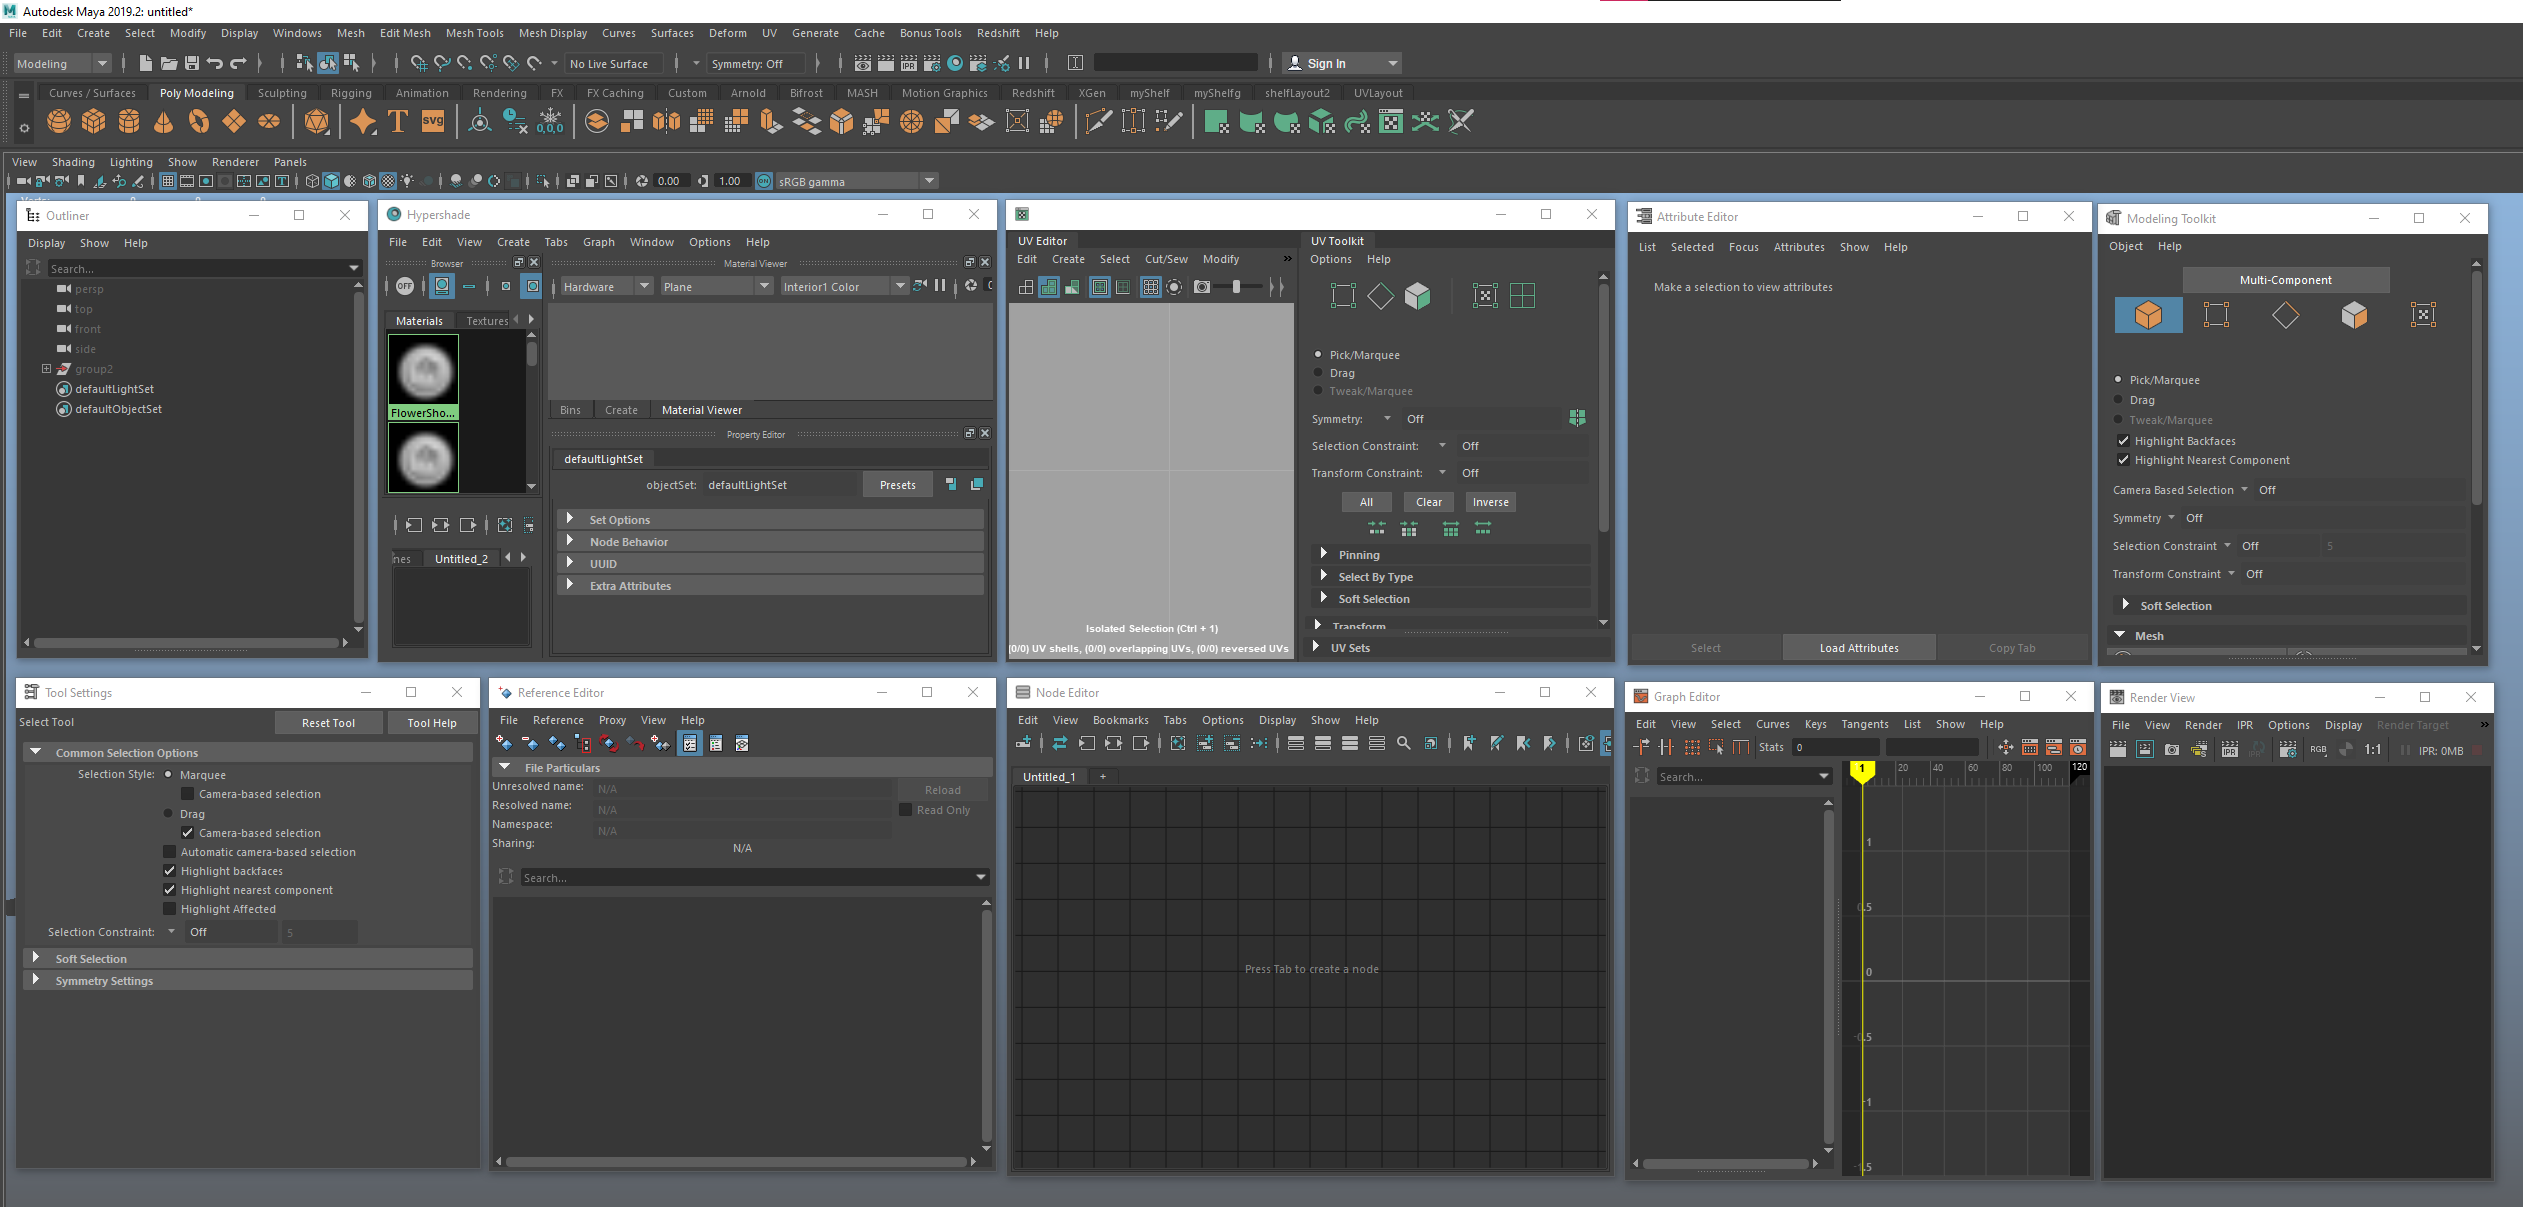 Autodesk Maya 2019.2: untitled*
File Edit Create Select Modify Display Windows Mesh Edit Mesh Mesh Tools Mesh Display Curves Surfaces Deform UV Generate Cache Bonus Tools Redshift Help
Modeling No Live Surface Symmetry: Off Sign In
Curves / Surfaces Poly Modeling Sculpting Rigging Animation Rendering FX FX Caching Custom Arnold Bifrost MASH Motion Graphics Redshift XGen myShelf myShelfg shelfLayout2 UVLayout
T SVG 0,0,0
View Shading Lighting Show Renderer Panels
0.00 1.00 ON sRGB gamma
Outliner
Display Show Help
Search...
persp
top
front
side
group2
defaultLightSet
defaultObjectSet
Hypershade
File Edit View Create Tabs Graph Window Options Help
Browser
OFF
Materials Textures
FlowerSho...
nes Untitled_2
Material Viewer
Hardware Plane Interior1 Color
Bins Create Material Viewer
Property Editor
defaultLightSet
objectSet: defaultLightSet Presets
Set Options
Node Behavior
UUID
Extra Attributes
UV Editor
Edit Create Select Cut/Sew Modify »
Isolated Selection (Ctrl + 1)
(0/0) UV shells, (0/0) overlapping UVs, (0/0) reversed UVs
UV Toolkit
Options Help
Pick/Marquee
Drag
Tweak/Marquee
Symmetry: Off
Selection Constraint: Off
Transform Constraint: Off
All Clear Inverse
Pinning
Select By Type
Soft Selection
Transform
UV Sets
Attribute Editor
List Selected Focus Attributes Show Help
Make a selection to view attributes
Select Load Attributes Copy Tab
Modeling Toolkit
Object Help
Multi-Component
Pick/Marquee
Drag
Tweak/Marquee
Highlight Backfaces
Highlight Nearest Component
Camera Based Selection Off
Symmetry Off
Selection Constraint Off 5
Transform Constraint Off
Soft Selection
Mesh
Tool Settings
Select Tool Reset Tool Tool Help
Common Selection Options
Selection Style: Marquee
Camera-based selection
Drag
Camera-based selection
Automatic camera-based selection
Highlight backfaces
Highlight nearest component
Highlight Affected
Selection Constraint: Off 5
Soft Selection
Symmetry Settings
Reference Editor
File Reference Proxy View Help
File Particulars
Unresolved name: N/A Reload
Resolved name: N/A Read Only
Namespace: N/A
Sharing: N/A
Search...
Node Editor
Edit View Bookmarks Tabs Options Display Show Help
Untitled_1 +
Press Tab to create a node
Graph Editor
Edit View Select Curves Keys Tangents List Show Help
Stats 0
Search...
1 20 40 60 80 100 120
1
0.5
0
-0.5
-1
-1.5
Render View
File View Render IPR Options Display Render Target »
IPR RGB 1:1 IPR: 0MB